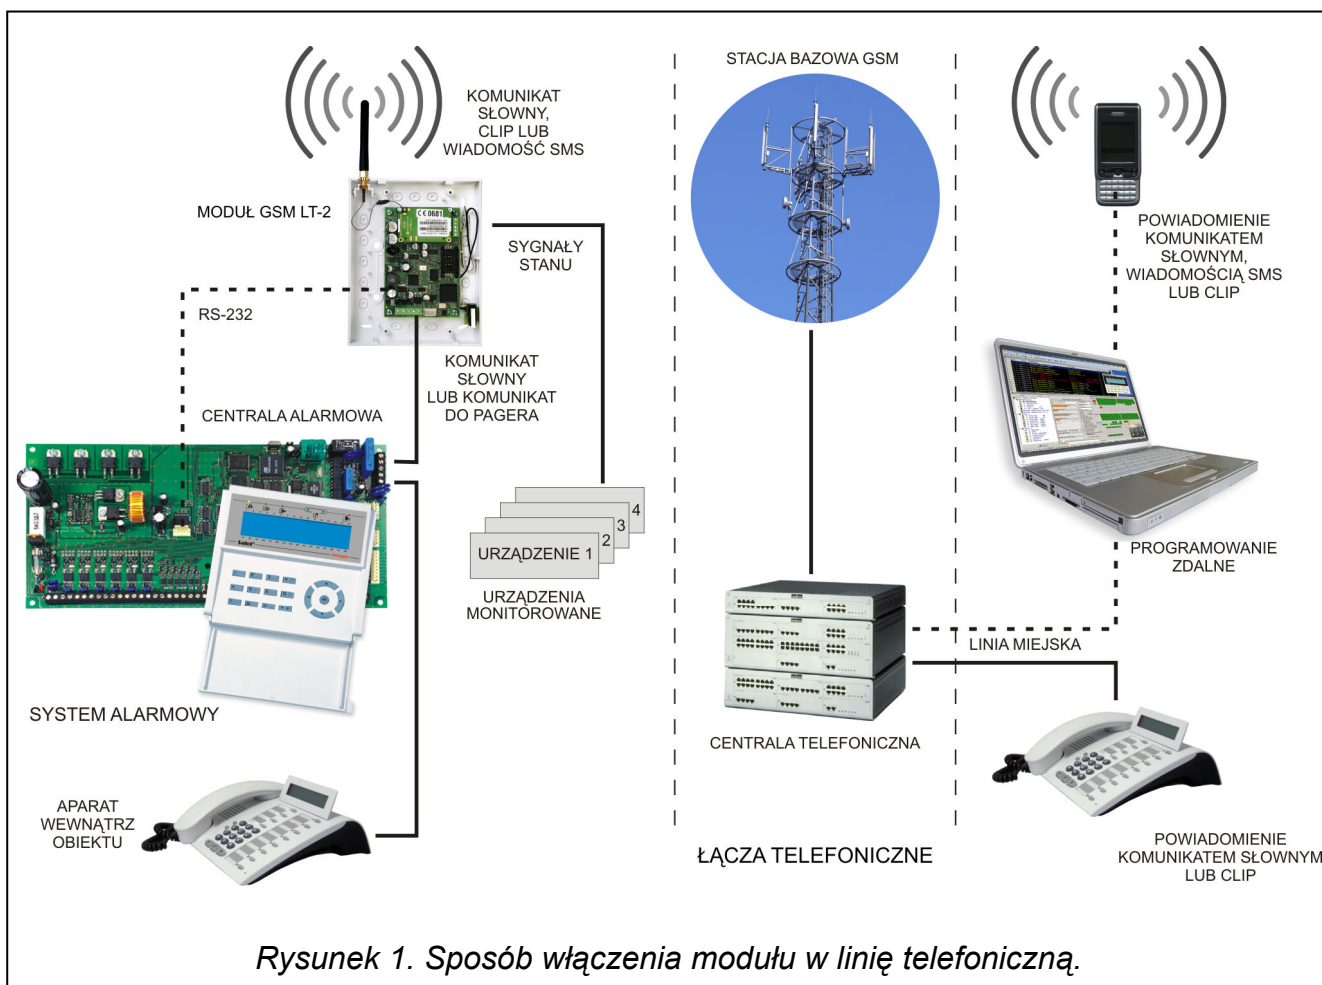 KOMUNIKAT
SŁOWNY,
CLIP LUB
WIADOMOŚĆ SMS
MODUŁ GSM LT-2
CE 0681
SYGNAŁY
STANU
RS-232
KOMUNIKAT
SŁOWNY
LUB KOMUNIKAT
DO PAGERA
CENTRALA ALARMOWA
Satel
4
3
2
URZĄDZENIE 1
URZĄDZENIA
MONITOROWANE
SYSTEM ALARMOWY
APARAT
WEWNĄTRZ
OBIEKTU
STACJA BAZOWA GSM
CENTRALA TELEFONICZNA
ŁĄCZA TELEFONICZNE
POWIADOMIENIE
KOMUNIKATEM
SŁOWNYM,
WIADOMOŚCIĄ SMS
LUB CLIP
PROGRAMOWANIE
ZDALNE
LINIA MIEJSKA
POWIADOMIENIE
KOMUNIKATEM SŁOWNYM
LUB CLIP
Rysunek 1. Sposób włączenia modułu w linię telefoniczną.